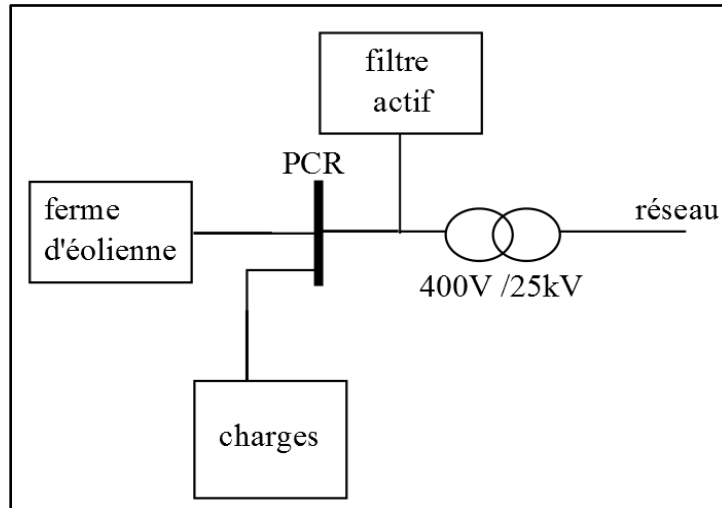 filtre
actif
PCR
ferme
d'éolienne
réseau
400V /25kV
charges